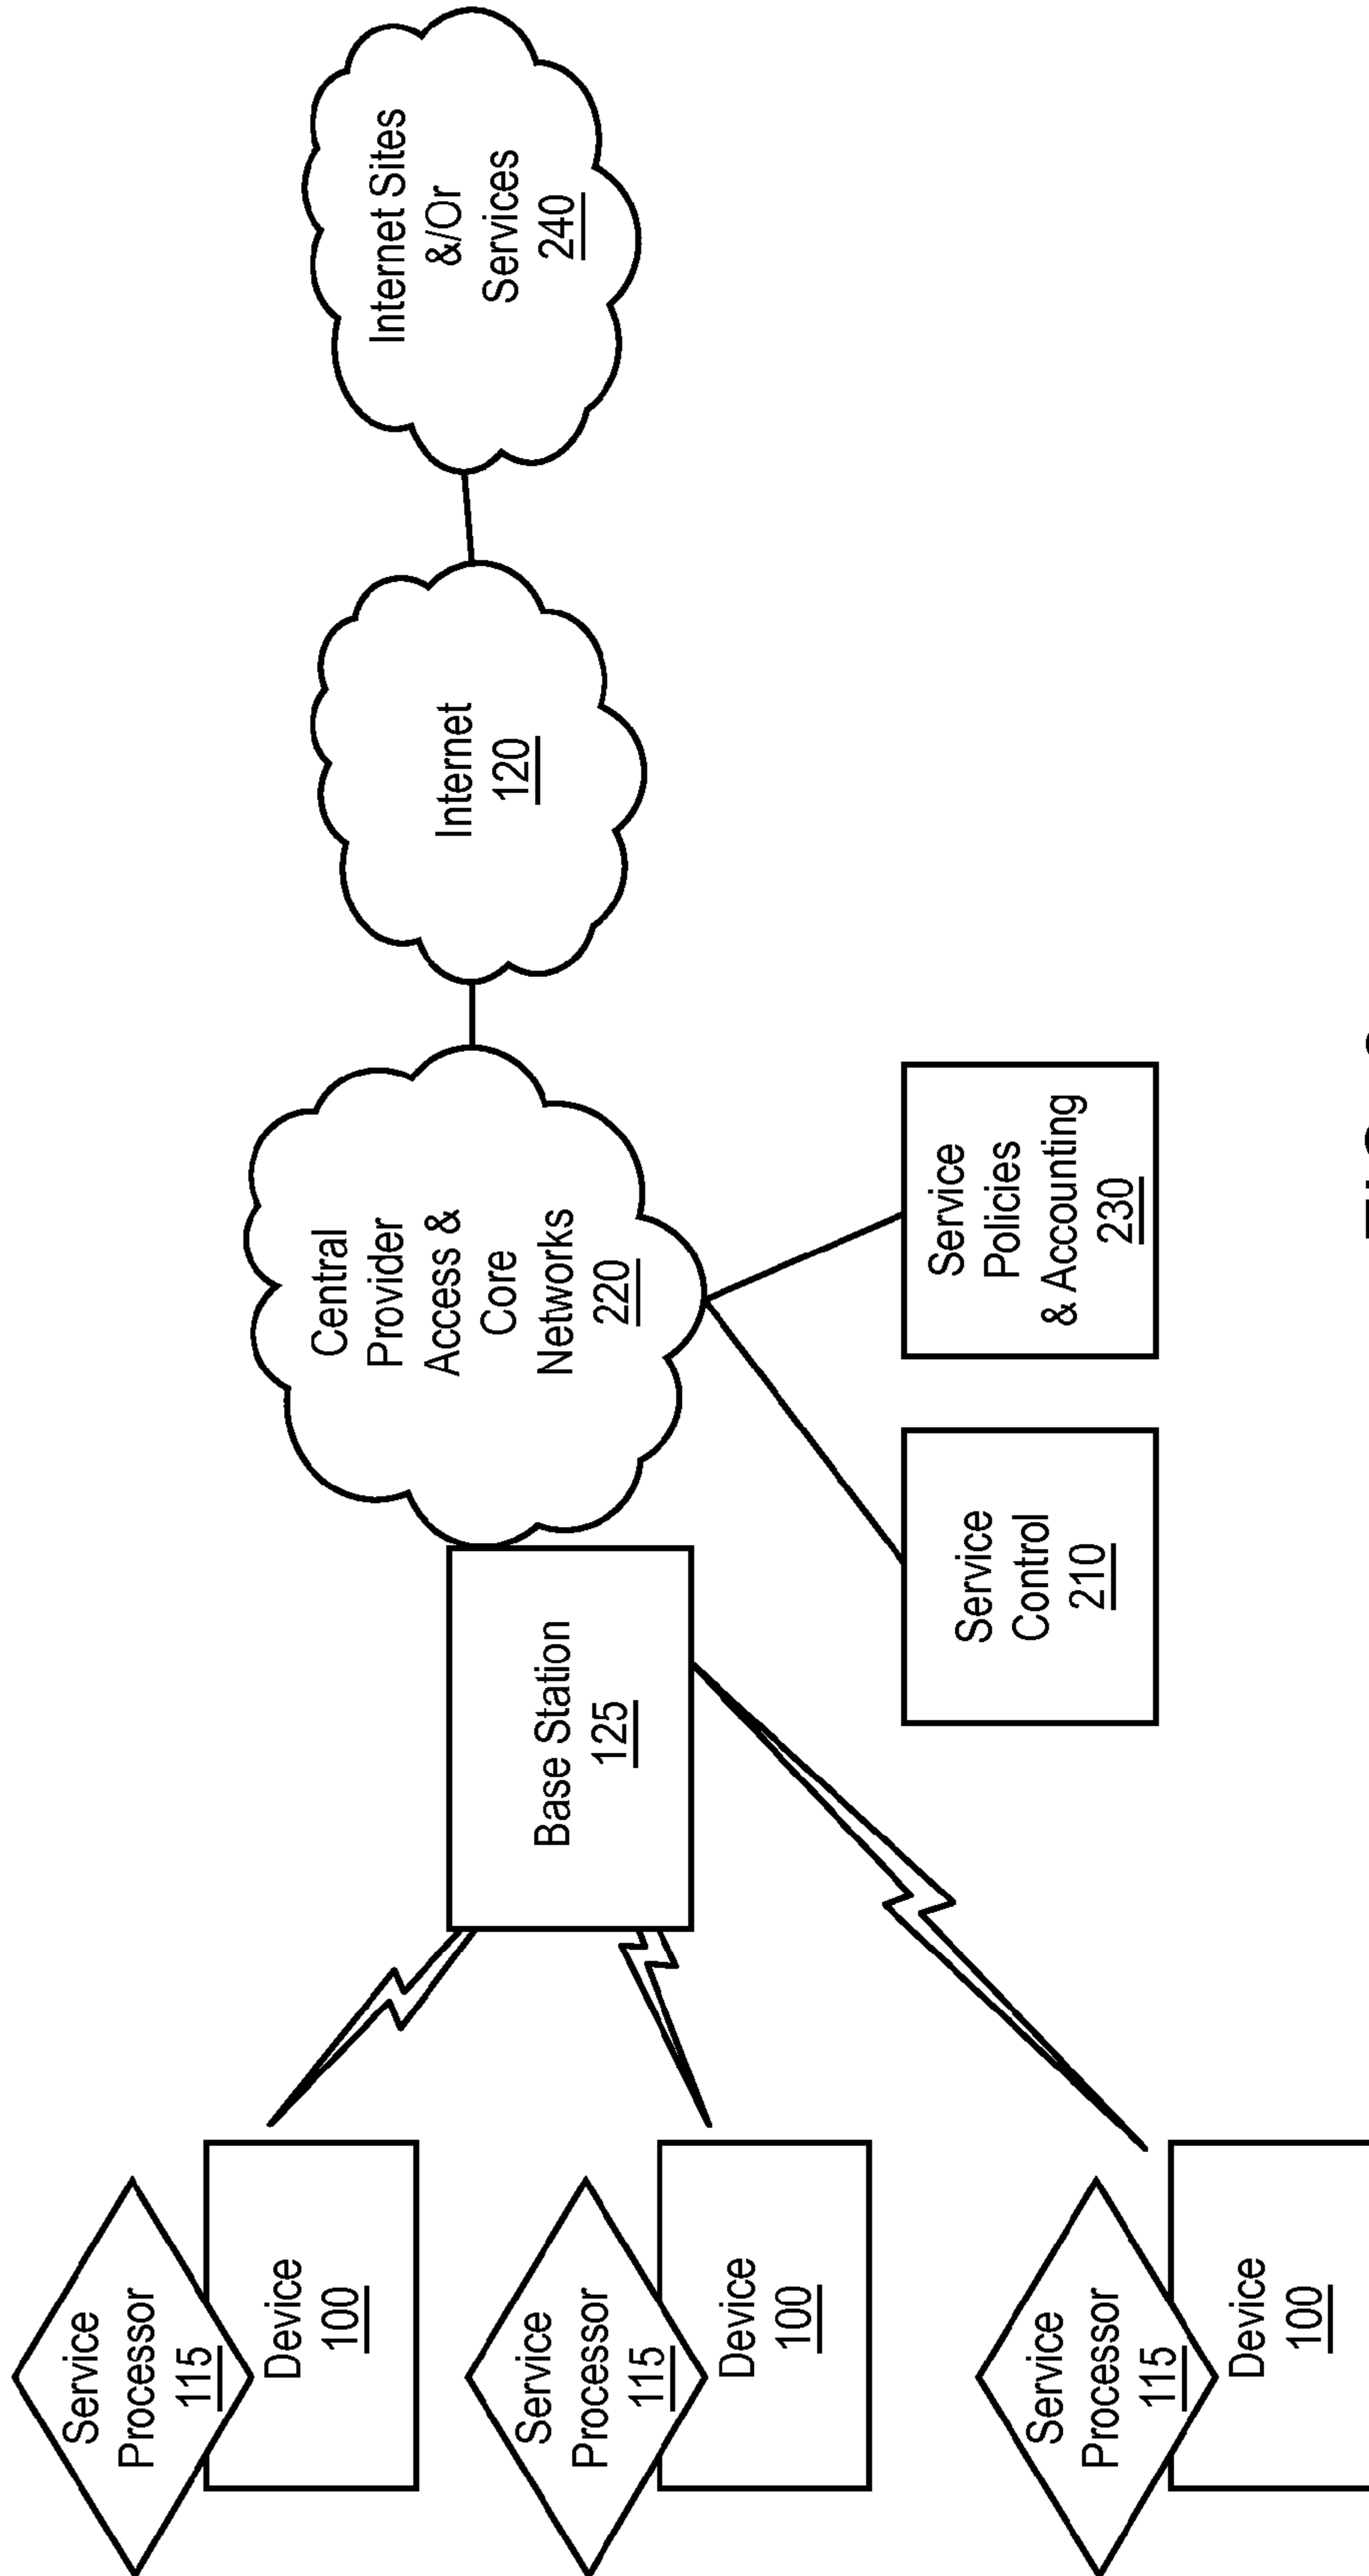 Service
Processor
115
Device
100
Service
Processor
115
Device
100
Service
Processor
115
Device
100
Base Station
125
Central
Provider
Access &
Core
Networks
220
Internet
120
Internet Sites
&/Or
Services
240
Service
Control
210
Service
Policies
& Accounting
230